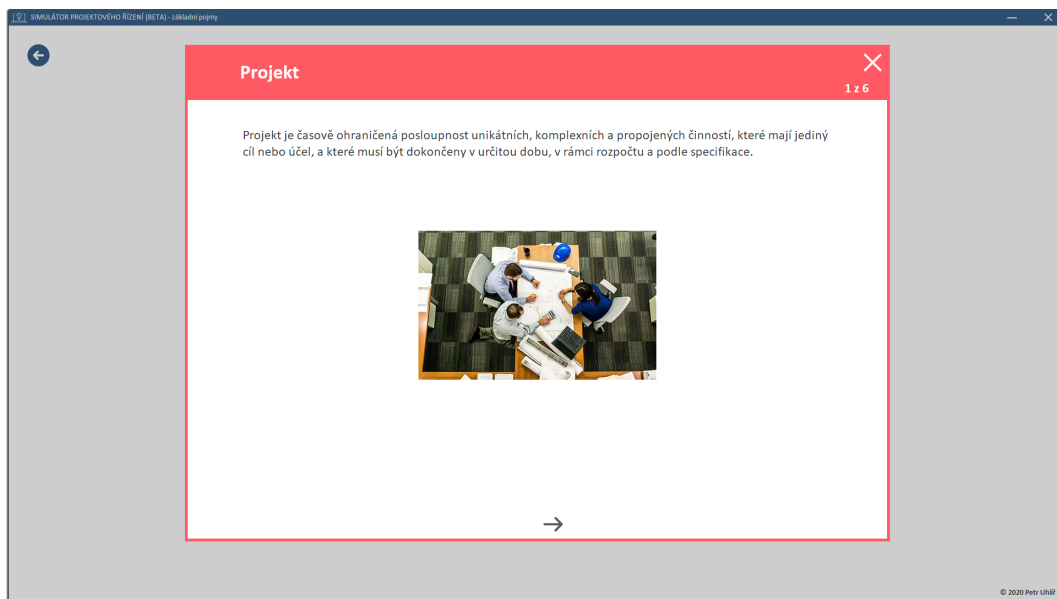 SIMULÁTOR PROJEKTOVÉHO ŘÍZENÍ (BETA) - základní pojmy
Projekt
1 z 6
Projekt je časově ohraničená posloupnost unikátních, komplexních a propojených činností, které mají jediný
cíl nebo účel, a které musí být dokončeny v určitou dobu, v rámci rozpočtu a podle specifikace.
© 2020 Petr Uhlíř